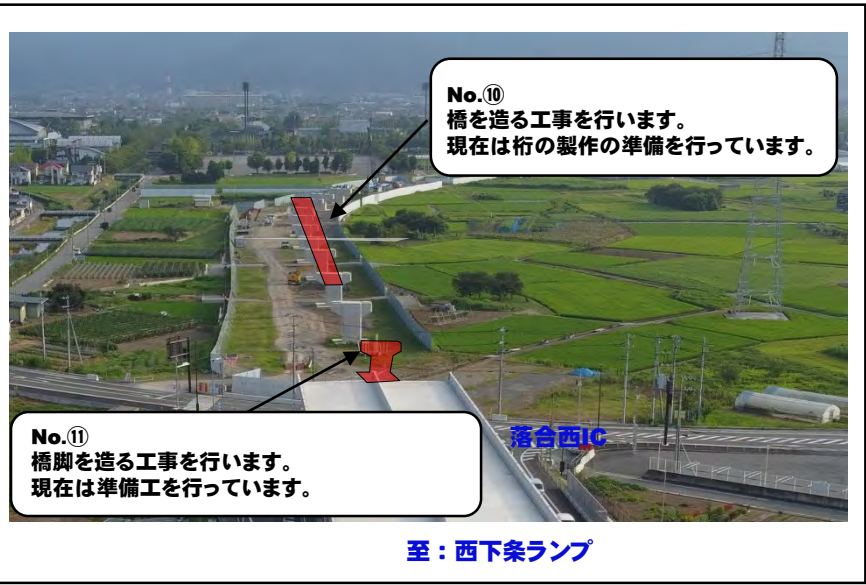 No.⑩
橋を造る工事を行います。
現在は桁の製作の準備を行っています。
No.⑪
橋脚を造る工事を行います。
現在は準備工を行っています。
落合西IC
至：西下条ランプ